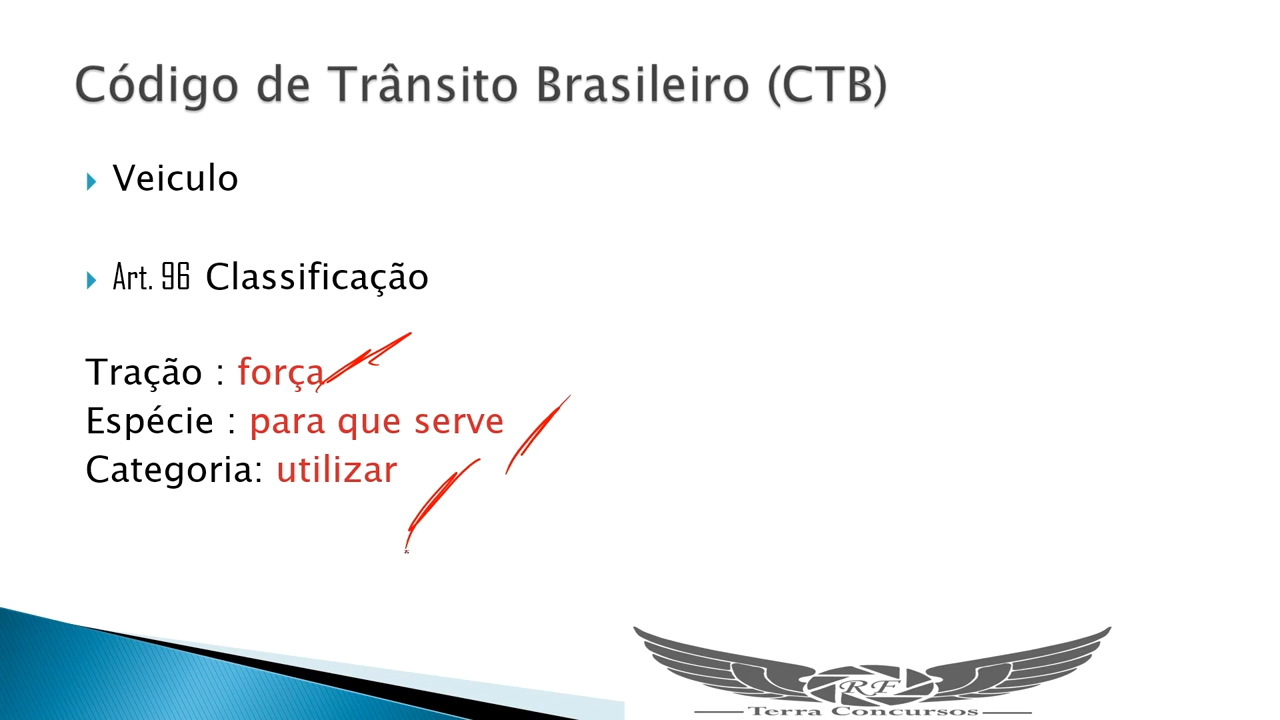 Código de Trânsito Brasileiro (CTB)
Veiculo
Art. 96 Classificação
Tração : força
Espécie : para que serve
Categoria: utilizar
RF
Terra Concursos